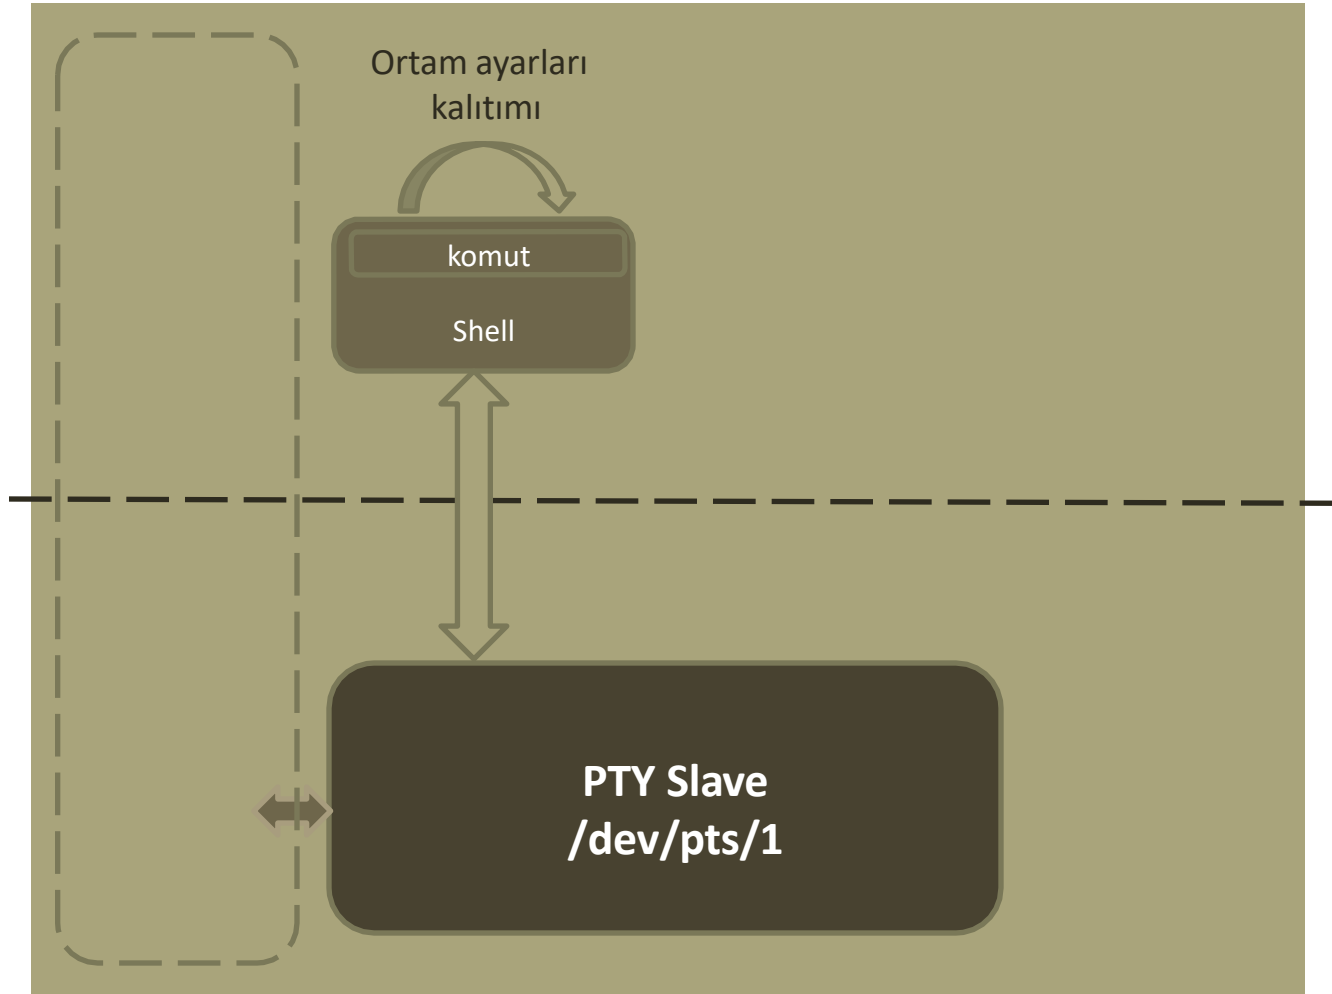 Ortam ayarları
kalıtımı
komut
Shell
PTY Slave
/dev/pts/1